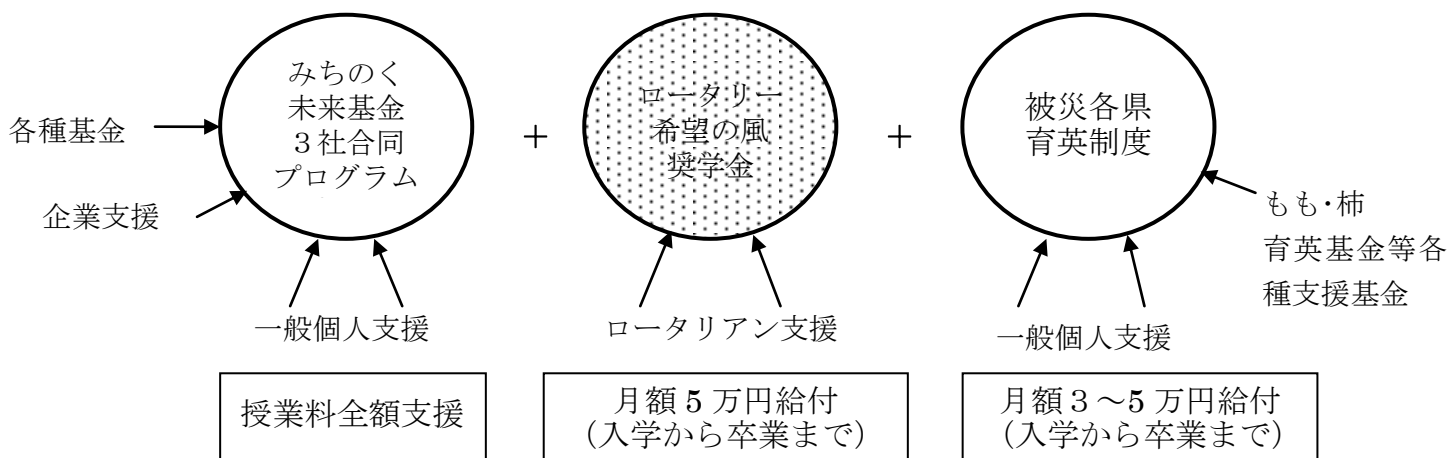 みちのく
未来基金
３社合同
プログラム
各種基金
企業支援
一般個人支援
授業料全額支援
+
ロータリー
希望の風
奨学金
ロータリアン支援
月額 5 万円給付
（入学から卒業まで）
+
被災各県
育英制度
もも･柿
育英基金等各
種支援基金
一般個人支援
月額３～5 万円給付
（入学から卒業まで）